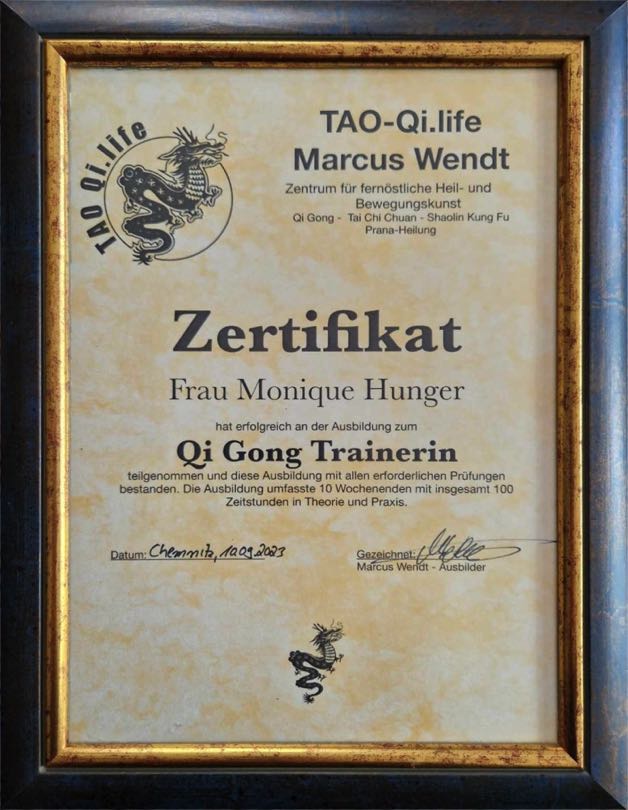 TAO Qi.life
TAO-Qi.life
Marcus Wendt
Zentrum für fernöstliche Heil- und
Bewegungskunst
Qi Gong - Tai Chi Chuan - Shaolin Kung Fu
Prana-Heilung
Zertifikat
Frau Monique Hunger
hat erfolgreich an der Ausbildung zum
Qi Gong Trainerin
teilgenommen und diese Ausbildung mit allen erforderlichen Prüfungen
bestanden. Die Ausbildung umfasste 10 Wochenenden mit insgesamt 100
Zeitstunden in Theorie und Praxis.
Datum: Chemnitz, 10.09.2023
Gezeichnet:
Marcus Wendt - Ausbilder